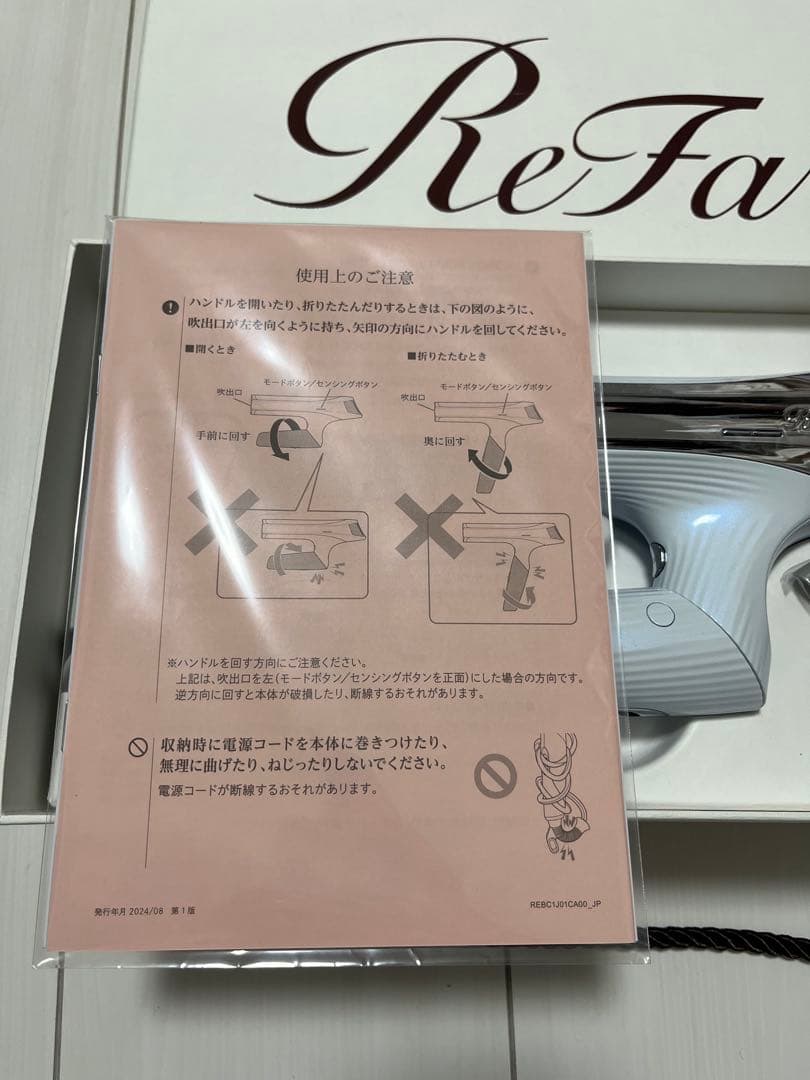 ReFa
使用上のご注意
ハンドルを開いたり、折りたたんだりするときは、下の図のように、
吹出口が左を向くように持ち、矢印の方向にハンドルを回してください。
■開くとき
■折りたたむとき
モードボタン/センシングボタン
吹出口
手前に回す
モードボタン/センシングボタン
吹出口
奥に回す
※ハンドルを回す方向にご注意ください。
上記は、吹出口を左(モードボタン/センシングボタンを正面)にした場合の方向です。
逆方向に回すと本体が破損したり、断線するおそれがあります。
収納時に電源コードを本体に巻きつけたり、
無理に曲げたり、ねじったりしないでください。
電源コードが断線するおそれがあります。
発行年月 2024/08 第1版
REBC1J01CA00_JP